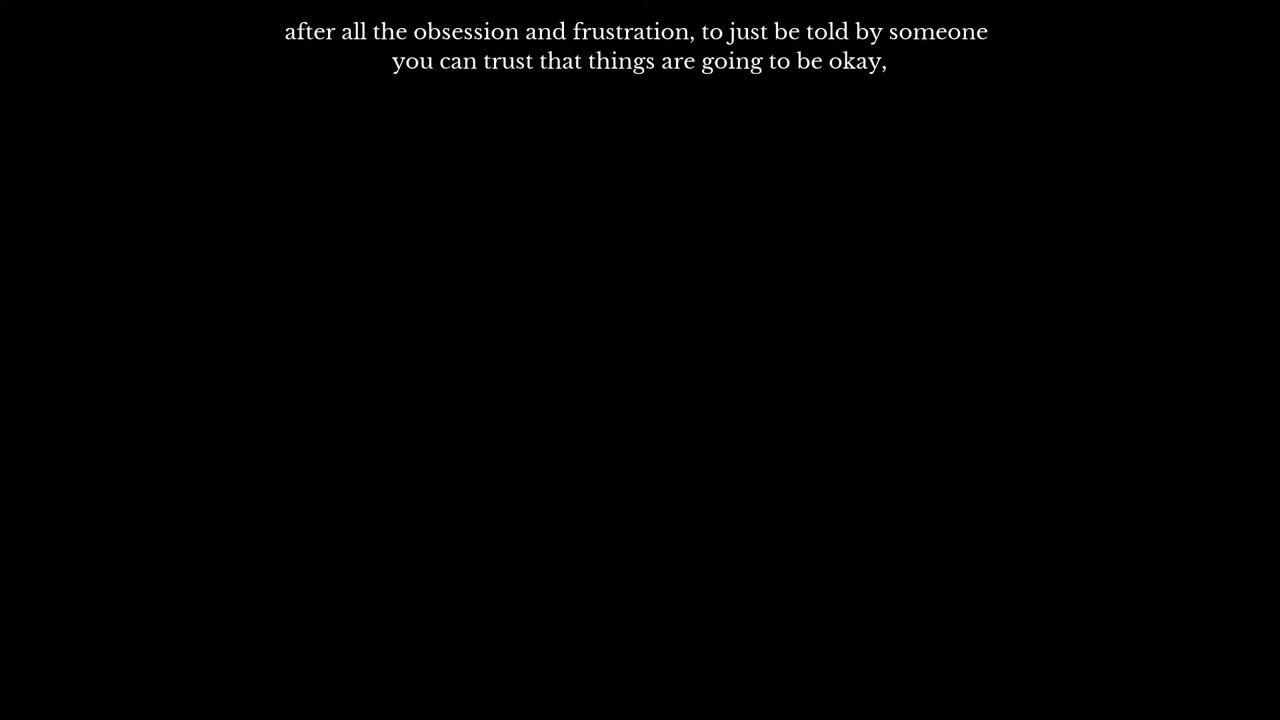 after all the obsession and frustration, to just be told by someone
you can trust that things are going to be okay,